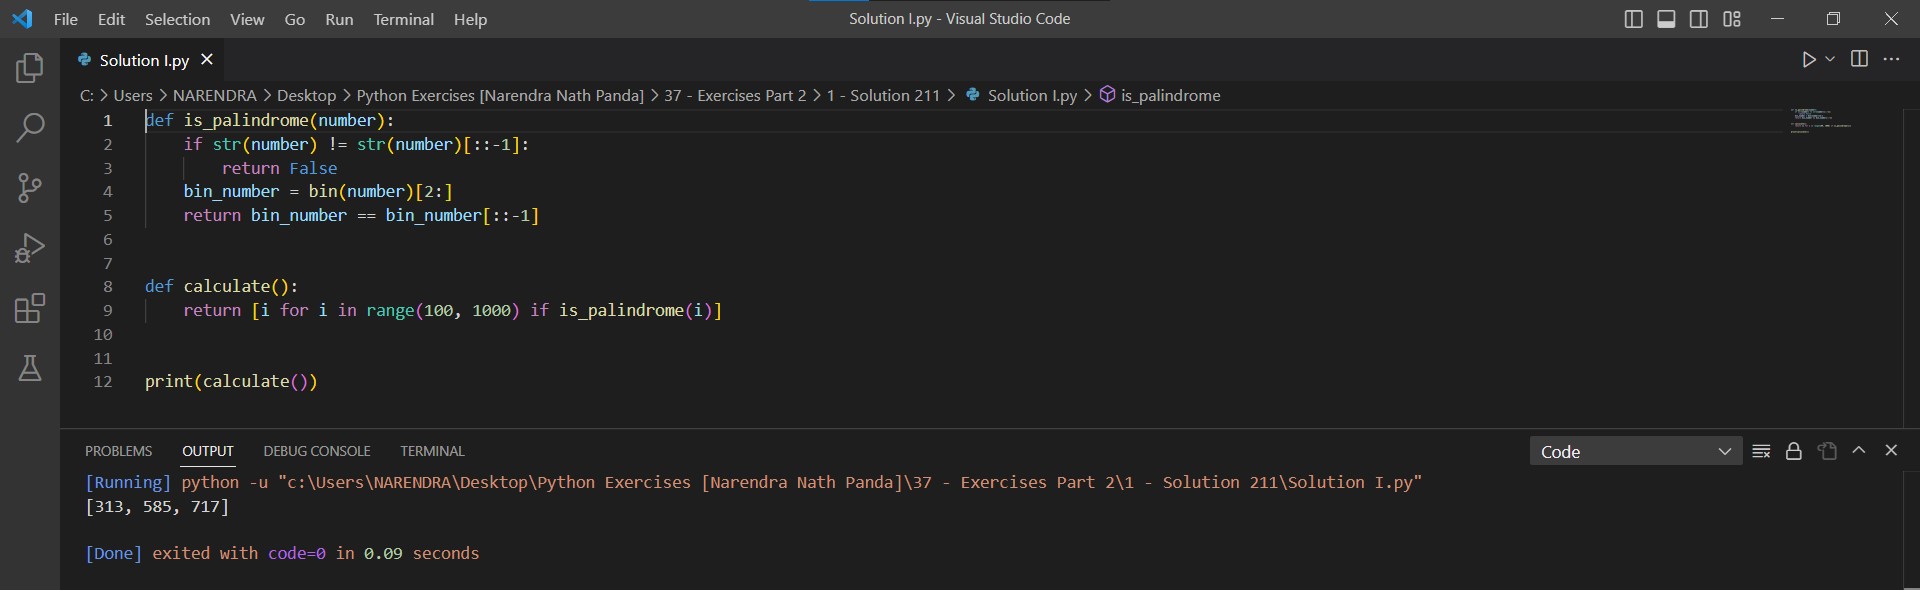 File Edit Selection View Go Run Terminal Help Solution I.py - Visual Studio Code
Solution I.py
C: > Users > NARENDRA > Desktop > Python Exercises [Narendra Nath Panda] > 37 - Exercises Part 2 > 1 - Solution 211 > Solution I.py > is_palindrome
1 def is_palindrome(number):
2     if str(number) != str(number)[::-1]:
3         return False
4     bin_number = bin(number)[2:]
5     return bin_number == bin_number[::-1]
6
7
8 def calculate():
9     return [i for i in range(100, 1000) if is_palindrome(i)]
10
11
12 print(calculate())
PROBLEMS OUTPUT DEBUG CONSOLE TERMINAL Code
[Running] python -u "c:\Users\NARENDRA\Desktop\Python Exercises [Narendra Nath Panda]\37 - Exercises Part 2\1 - Solution 211\Solution I.py"
[313, 585, 717]
[Done] exited with code=0 in 0.09 seconds